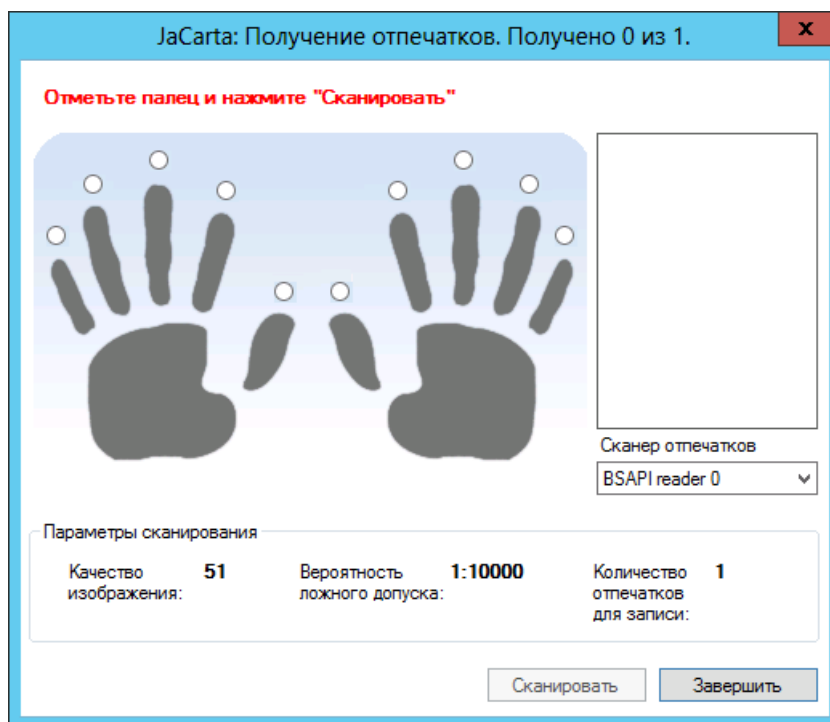 JaCarta: Получение отпечатков. Получено 0 из 1.
x
Отметьте палец и нажмите "Сканировать"
Сканер отпечатков
BSAPI reader 0
Параметры сканирования
Качество 51 Вероятность 1:10000 Количество 1
изображения: ложного допуска: отпечатков
для записи:
Сканировать Завершить